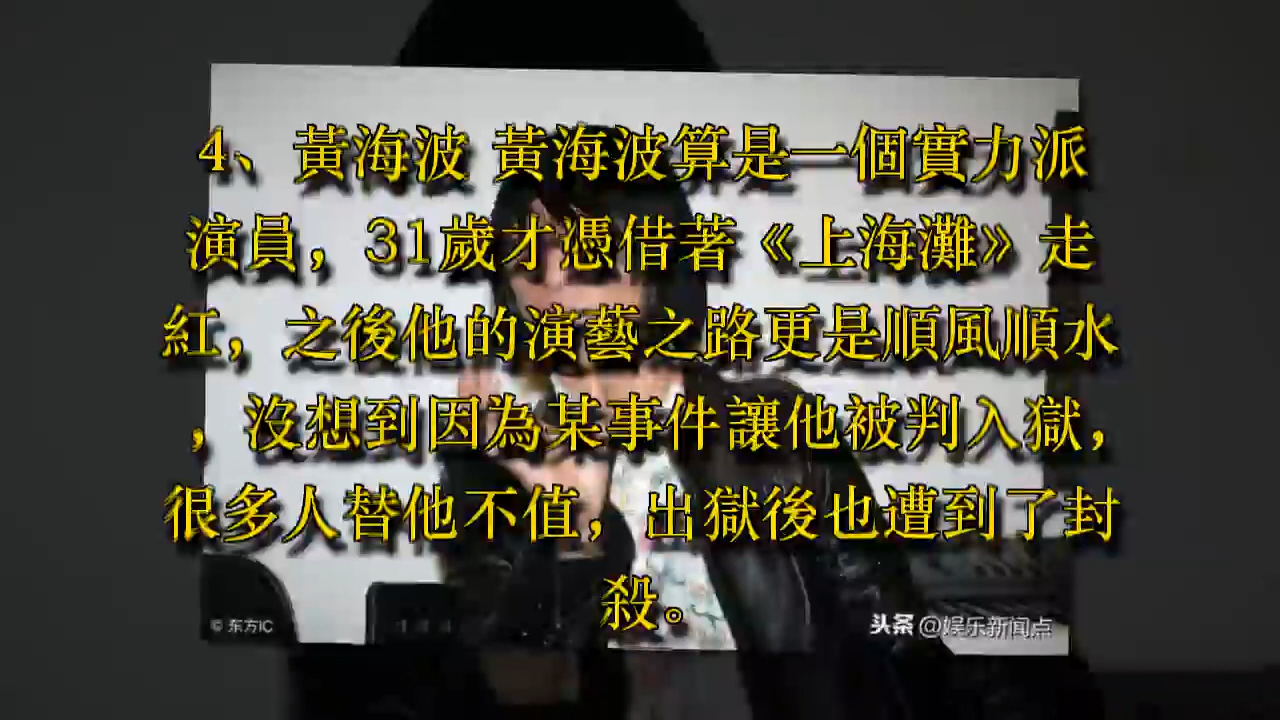 4、黃海波 黃海波算是一個實力派
演員，31歲才憑借著《上海灘》走
紅，之後他的演藝之路更是順風順水
，沒想到因為某事件讓他被判入獄，
很多人替他不值，出獄後也遭到了封
殺。
© 东方IC
头条 @娱乐新闻点